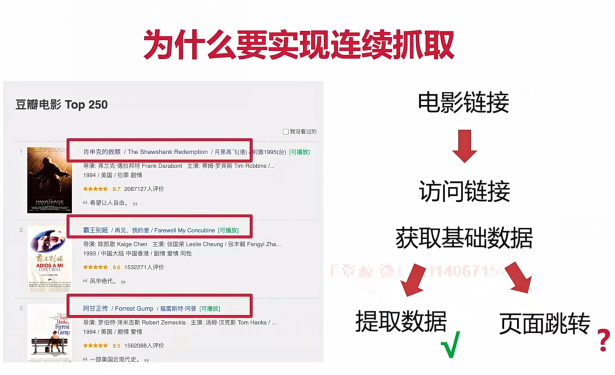 为什么要实现连续抓取
豆瓣电影 Top 250
我没看过的
1
肖申克的救赎 / The Shawshank Redemption / 月黑高飞(港) / 刺激1995(台) [可播放]
导演: 弗兰克·德拉邦特 Frank Darabont 主演: 蒂姆·罗宾斯 Tim Robbins /...
1994 / 美国 / 犯罪 剧情
9.7 2067127人评价
希望让人自由。
2
霸王别姬 / 再见，我的妾 / Farewell My Concubine [可播放]
导演: 陈凯歌 Kaige Chen 主演: 张国荣 Leslie Cheung / 张丰毅 Fengyi Zha...
1993 / 中国大陆 中国香港 / 剧情 爱情 同性
9.6 1532771人评价
风华绝代。
3
阿甘正传 / Forrest Gump / 福雷斯特·冈普 [可播放]
导演: 罗伯特·泽米吉斯 Robert Zemeckis 主演: 汤姆·汉克斯 Tom Hanks / ...
1994 / 美国 / 剧情 爱情
9.5 1562088人评价
一部美国近现代史。
电影链接
访问链接
获取基础数据
提取数据
√
页面跳转
?